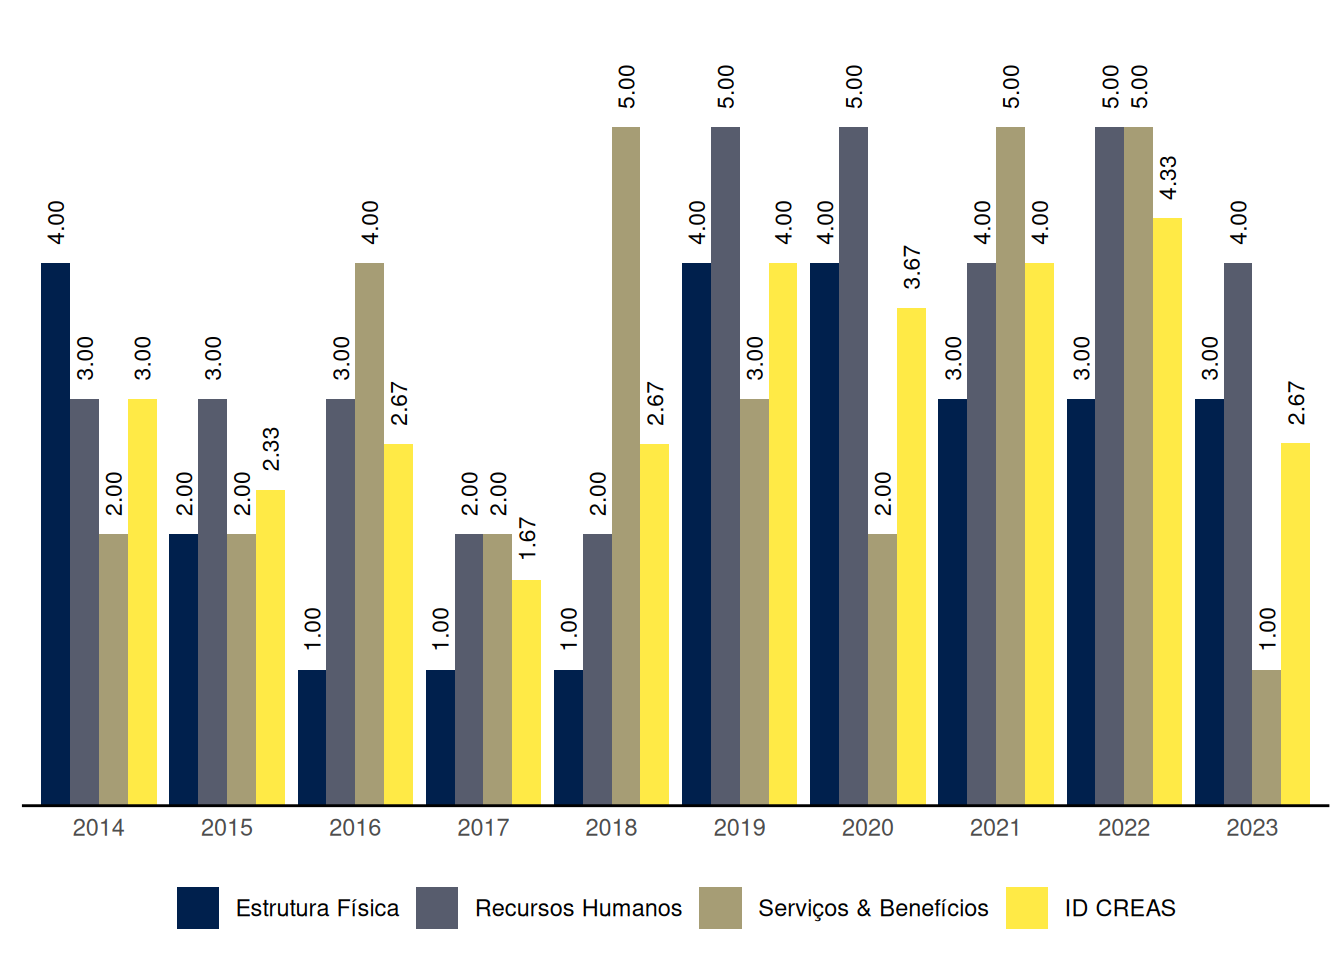 4.00 3.00 2.00 3.00 2.00 3.00 2.00 2.33 1.00 3.00 4.00 2.67 1.00 2.00 2.00 1.67 1.00 2.00 5.00 2.67 4.00 5.00 3.00 4.00 4.00 5.00 2.00 3.67 3.00 4.00 5.00 4.00 3.00 5.00 5.00 4.33 3.00 4.00 1.00 2.67
2014 2015 2016 2017 2018 2019 2020 2021 2022 2023
Estrutura Física Recursos Humanos Serviços & Benefícios ID CREAS